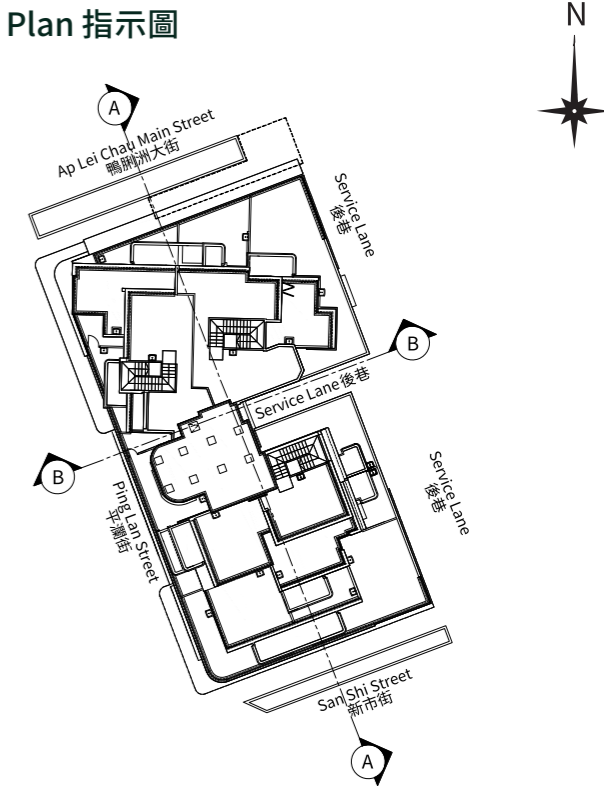 Plan 指示圖
N
A
Ap Lei Chau Main Street
鴨脷洲大街
Service Lane
後巷
B
Service Lane 後巷
B
Service Lane
後巷
Ping Lan Street
平瀾街
San Shi Street
新市街
A